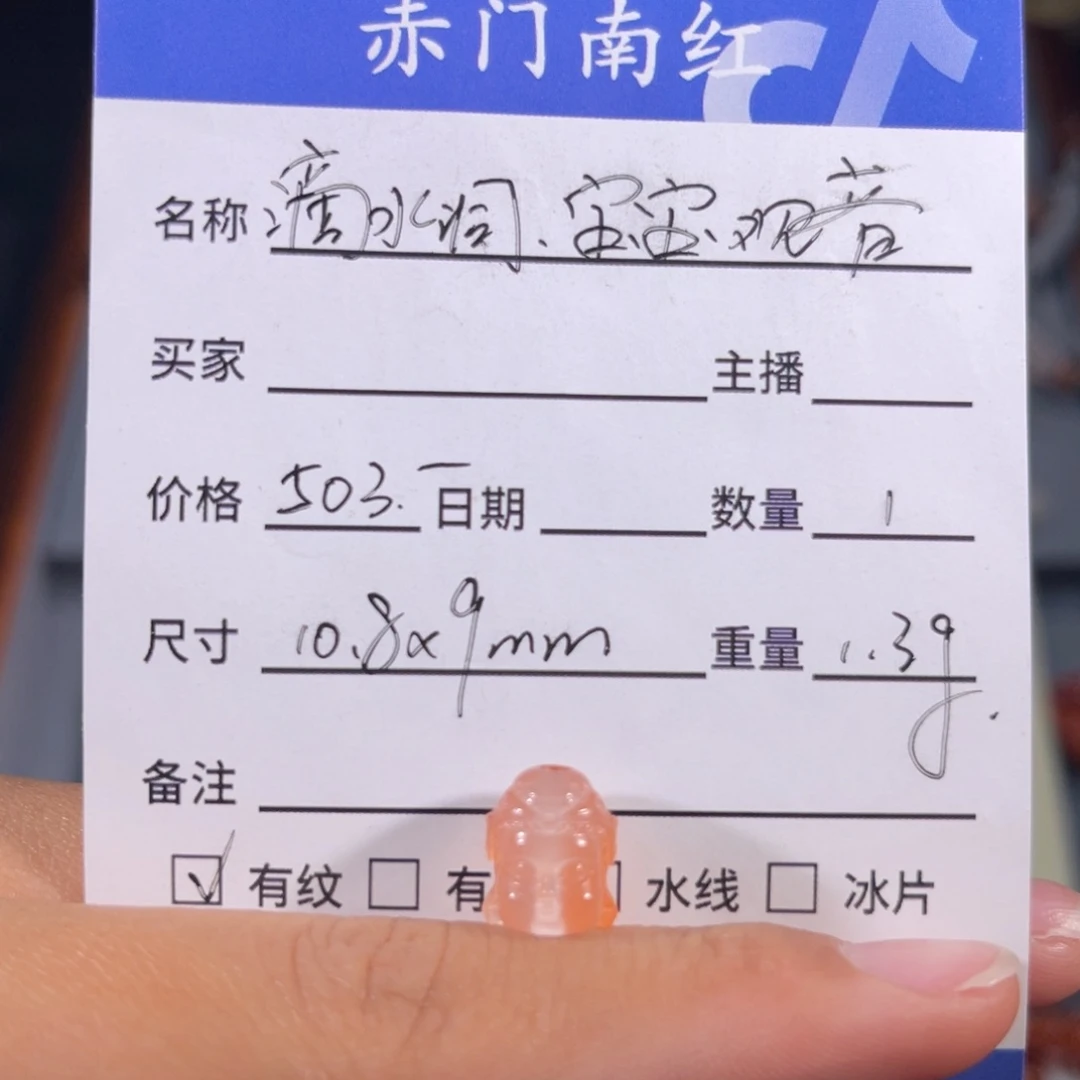 赤门南红
名称 滴水洞、宝宝观音
买家 主播
价格 503.- 日期 数量 1
尺寸 10.8x9mm 重量 1.3g.
备注
有纹 有 水线 冰片